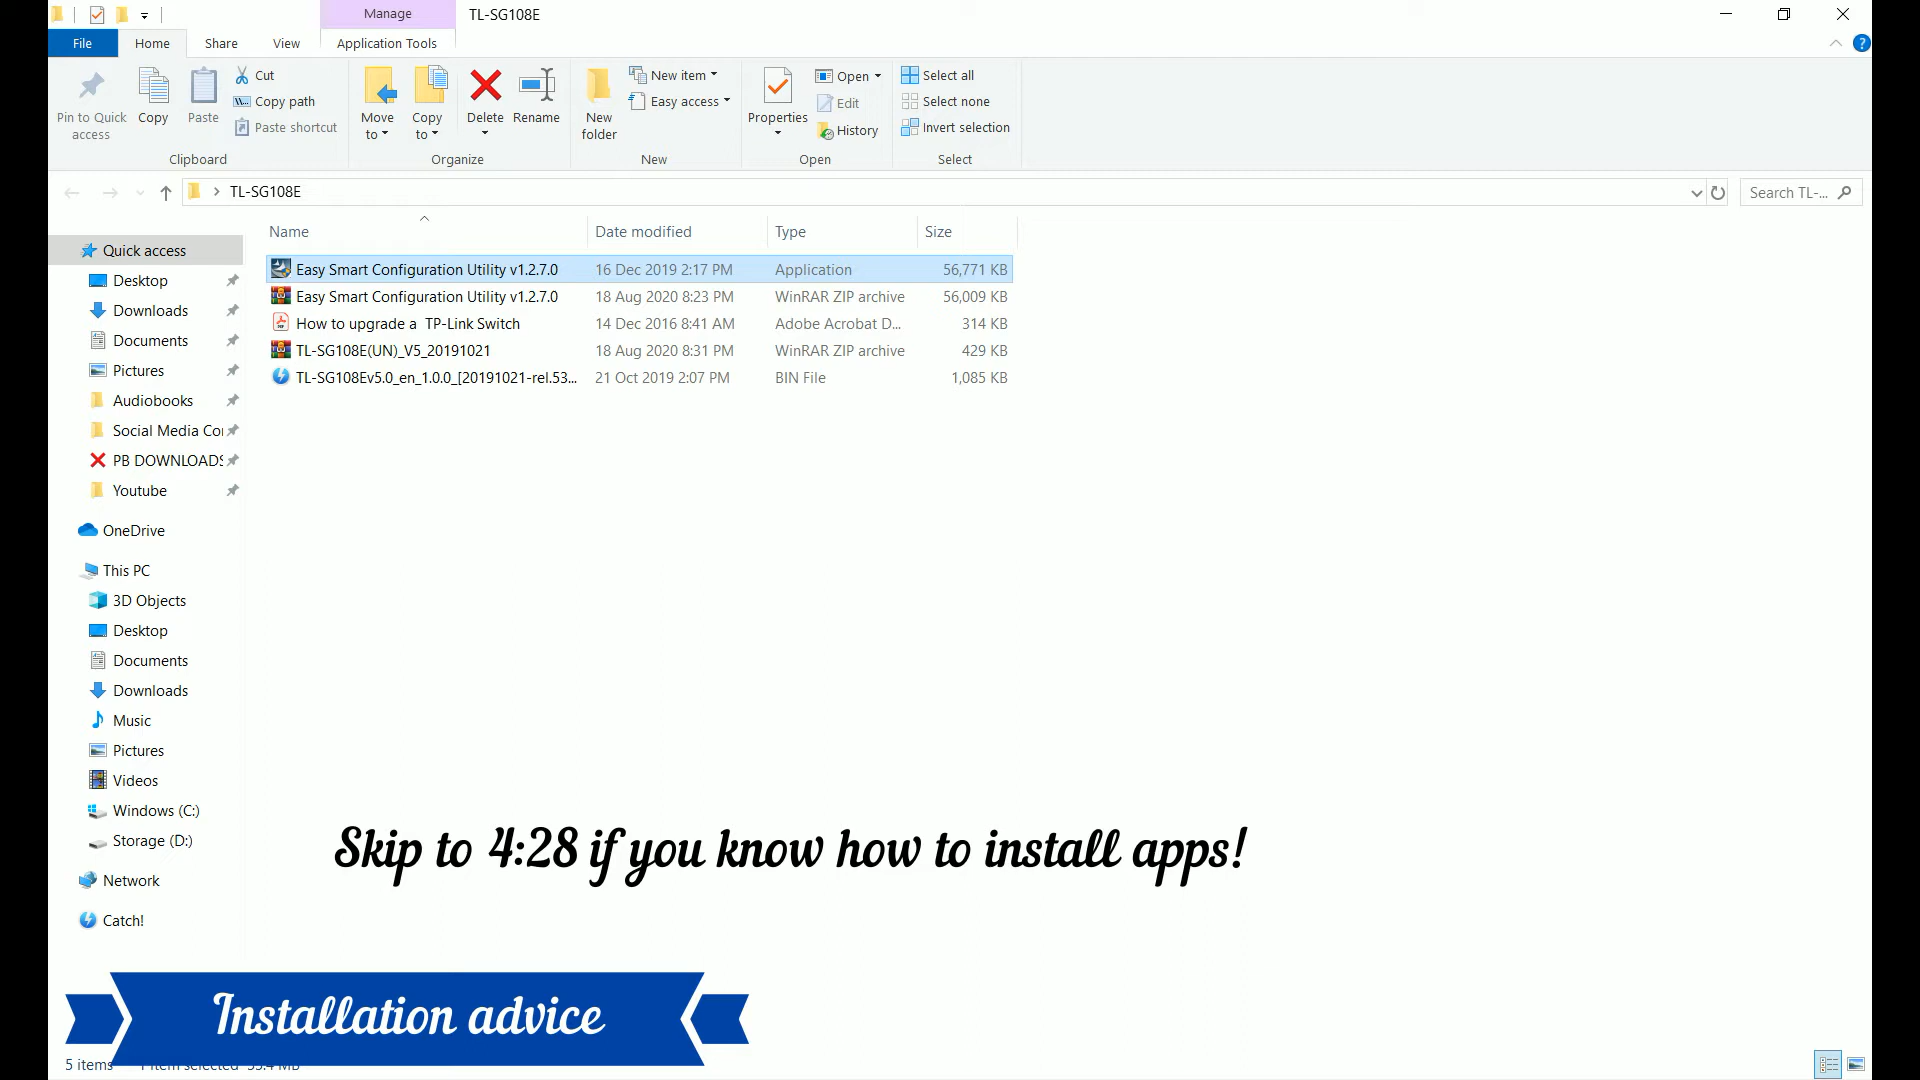 Manage
TL-SG108E
File
Home
Share
View
Application Tools
Pin to Quick
access
Copy
Paste
Cut
Copy path
Paste shortcut
Clipboard
Move
to
Copy
to
Delete
Rename
Organize
New
folder
New item
Easy access
New
Properties
Open
Edit
History
Open
Select all
Select none
Invert selection
Select
TL-SG108E
Search TL-...
Name
Date modified
Type
Size
Easy Smart Configuration Utility v1.2.7.0 16 Dec 2019 2:17 PM Application 56,771 KB
Easy Smart Configuration Utility v1.2.7.0 18 Aug 2020 8:23 PM WinRAR ZIP archive 56,009 KB
How to upgrade a TP-Link Switch 14 Dec 2016 8:41 AM Adobe Acrobat D... 314 KB
TL-SG108E(UN)_V5_20191021 18 Aug 2020 8:31 PM WinRAR ZIP archive 429 KB
TL-SG108Ev5.0_en_1.0.0_[20191021-rel.53... 21 Oct 2019 2:07 PM BIN File 1,085 KB
Quick access
Desktop
Downloads
Documents
Pictures
Audiobooks
Social Media Co
PB DOWNLOADS
Youtube
OneDrive
This PC
3D Objects
Desktop
Documents
Downloads
Music
Pictures
Videos
Windows (C:)
Storage (D:)
Network
Catch!
Skip to 4:28 if you know how to install apps!
Installation advice
5 items